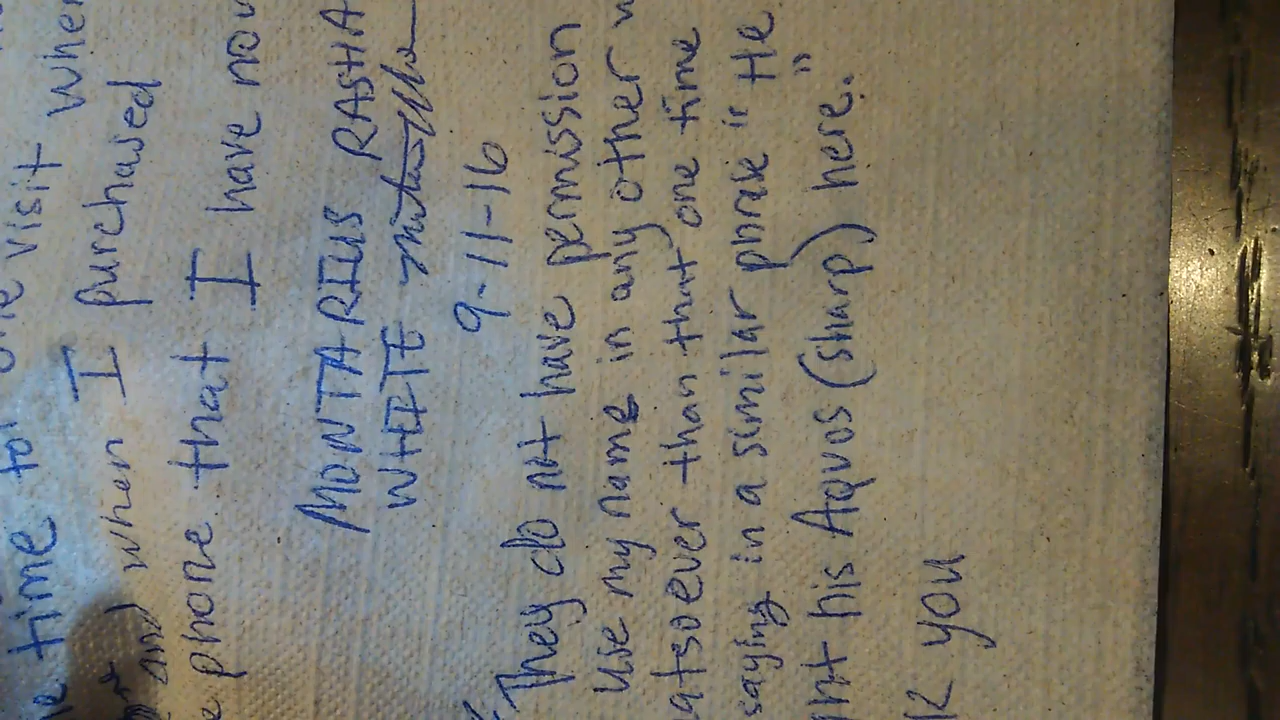 time to one visit when
and when I purchased
phone that I have now
MONTARIUS RASHA
WHITE
9-11-16
They do not have permission
use my name in any other
atsoever than that one time
saying in a similar phrase "He
his Aquos (sharp) here."
you